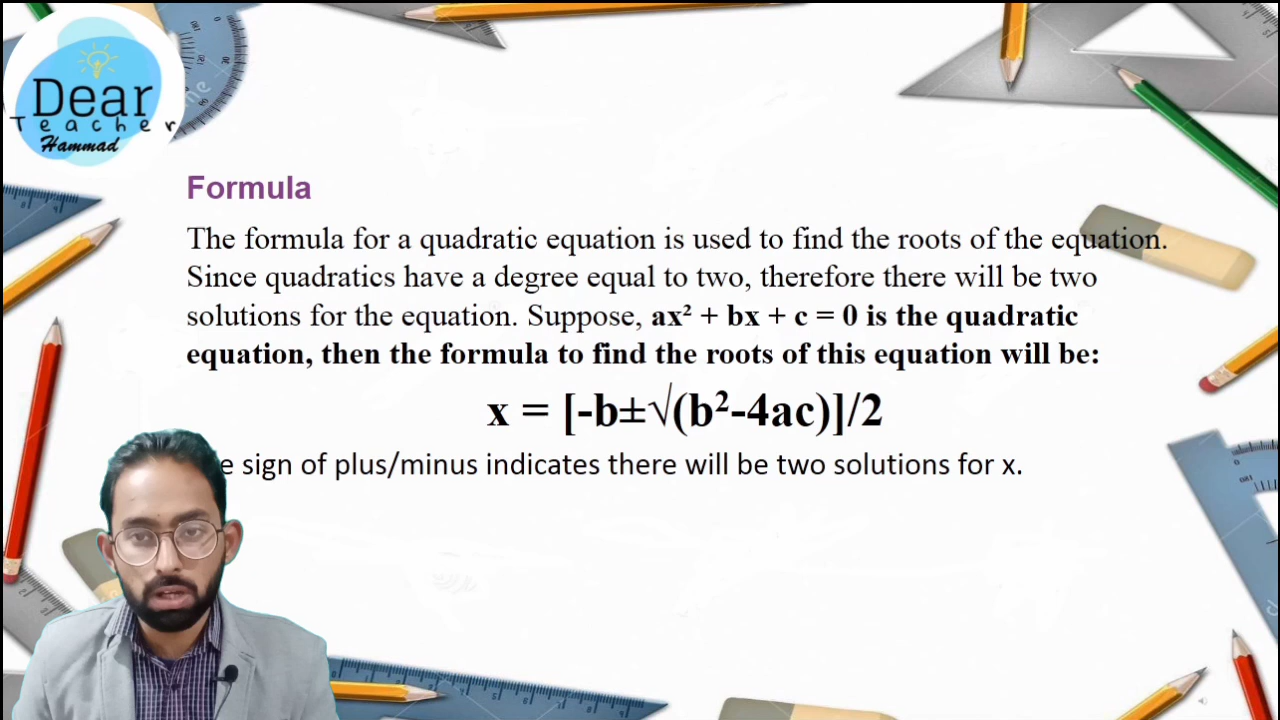 Dear
Teacher
Hammad
Formula
The formula for a quadratic equation is used to find the roots of the equation.
Since quadratics have a degree equal to two, therefore there will be two
solutions for the equation. Suppose, ax² + bx + c = 0 is the quadratic
equation, then the formula to find the roots of this equation will be:
x = [-b±√(b²-4ac)]/2
e sign of plus/minus indicates there will be two solutions for x.